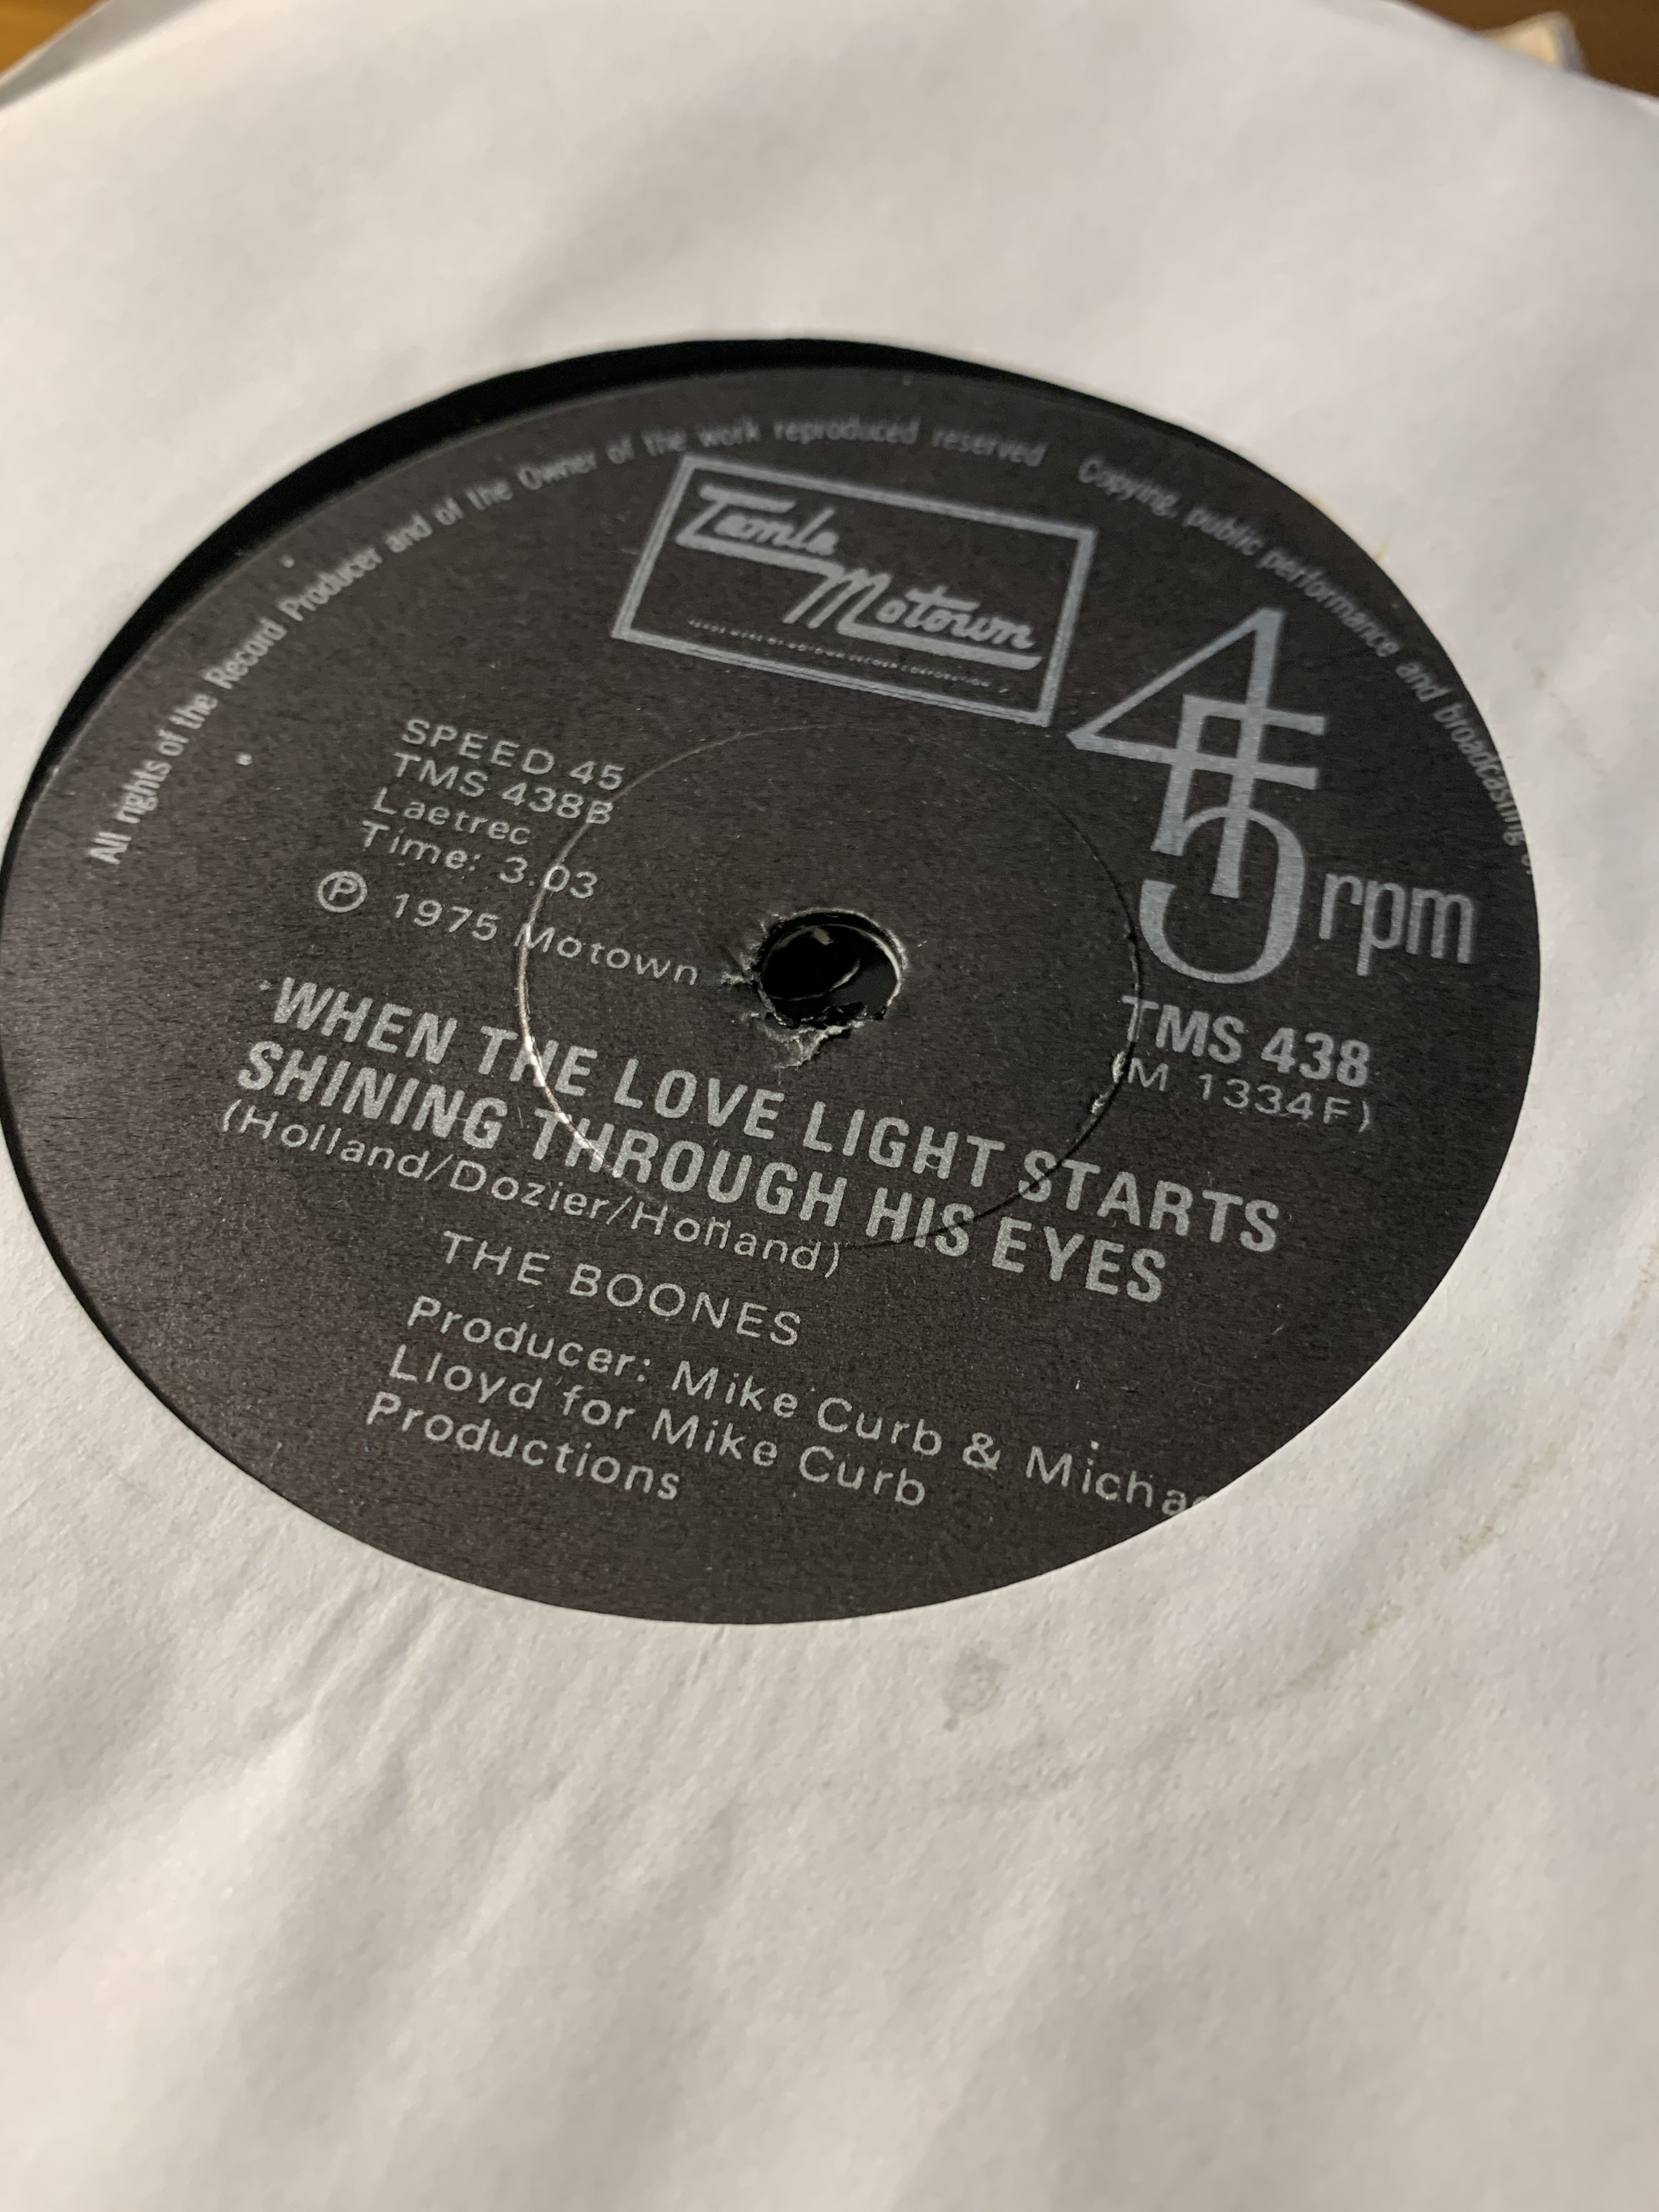 All rights of the Record Producer and of the Owner of the work reproduced reserved Copying, public performance and broadcasting
Tamla
Motown
45
rpm
SPEED 45
TMS 438B
Laetrec
Time: 3.03
℗ 1975 Motown
TMS 438
(M 1334F)
WHEN THE LOVE LIGHT STARTS
SHINING THROUGH HIS EYES
(Holland/Dozier/Holland)
THE BOONES
Producer: Mike Curb & Micha
Lloyd for Mike Curb
Productions